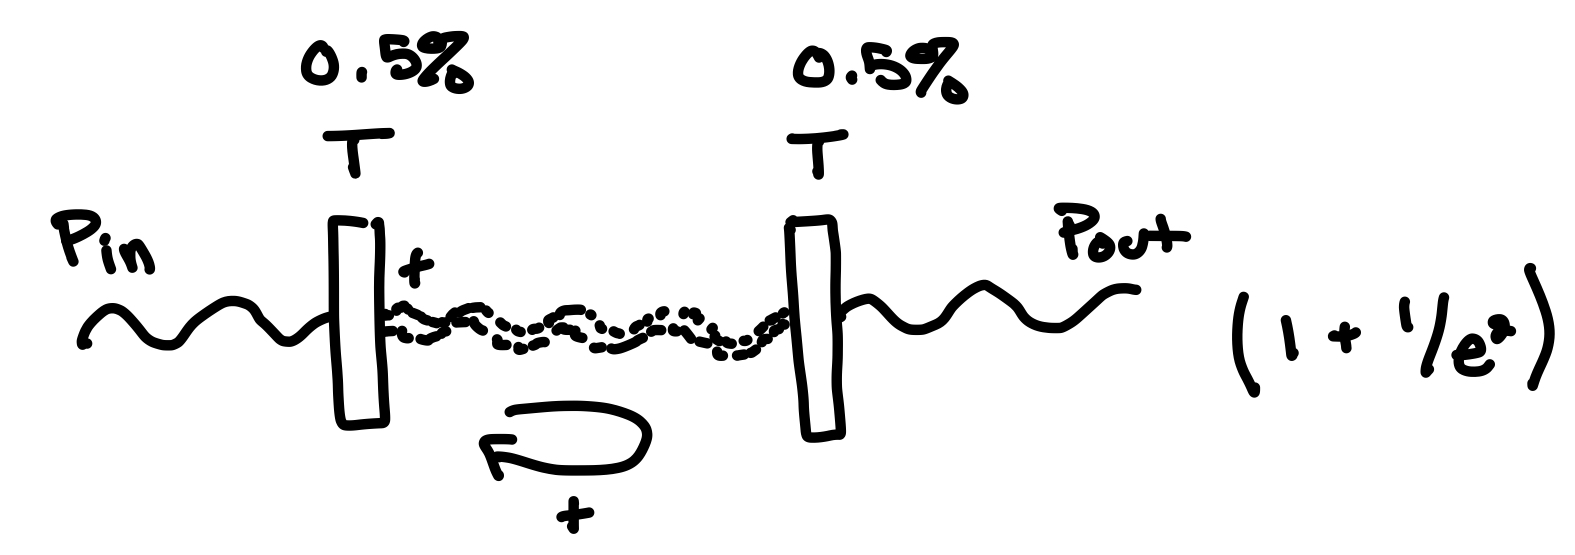 0.5% 0.5%
T T
Pin Pout
+
(1 + 1/e²)
+